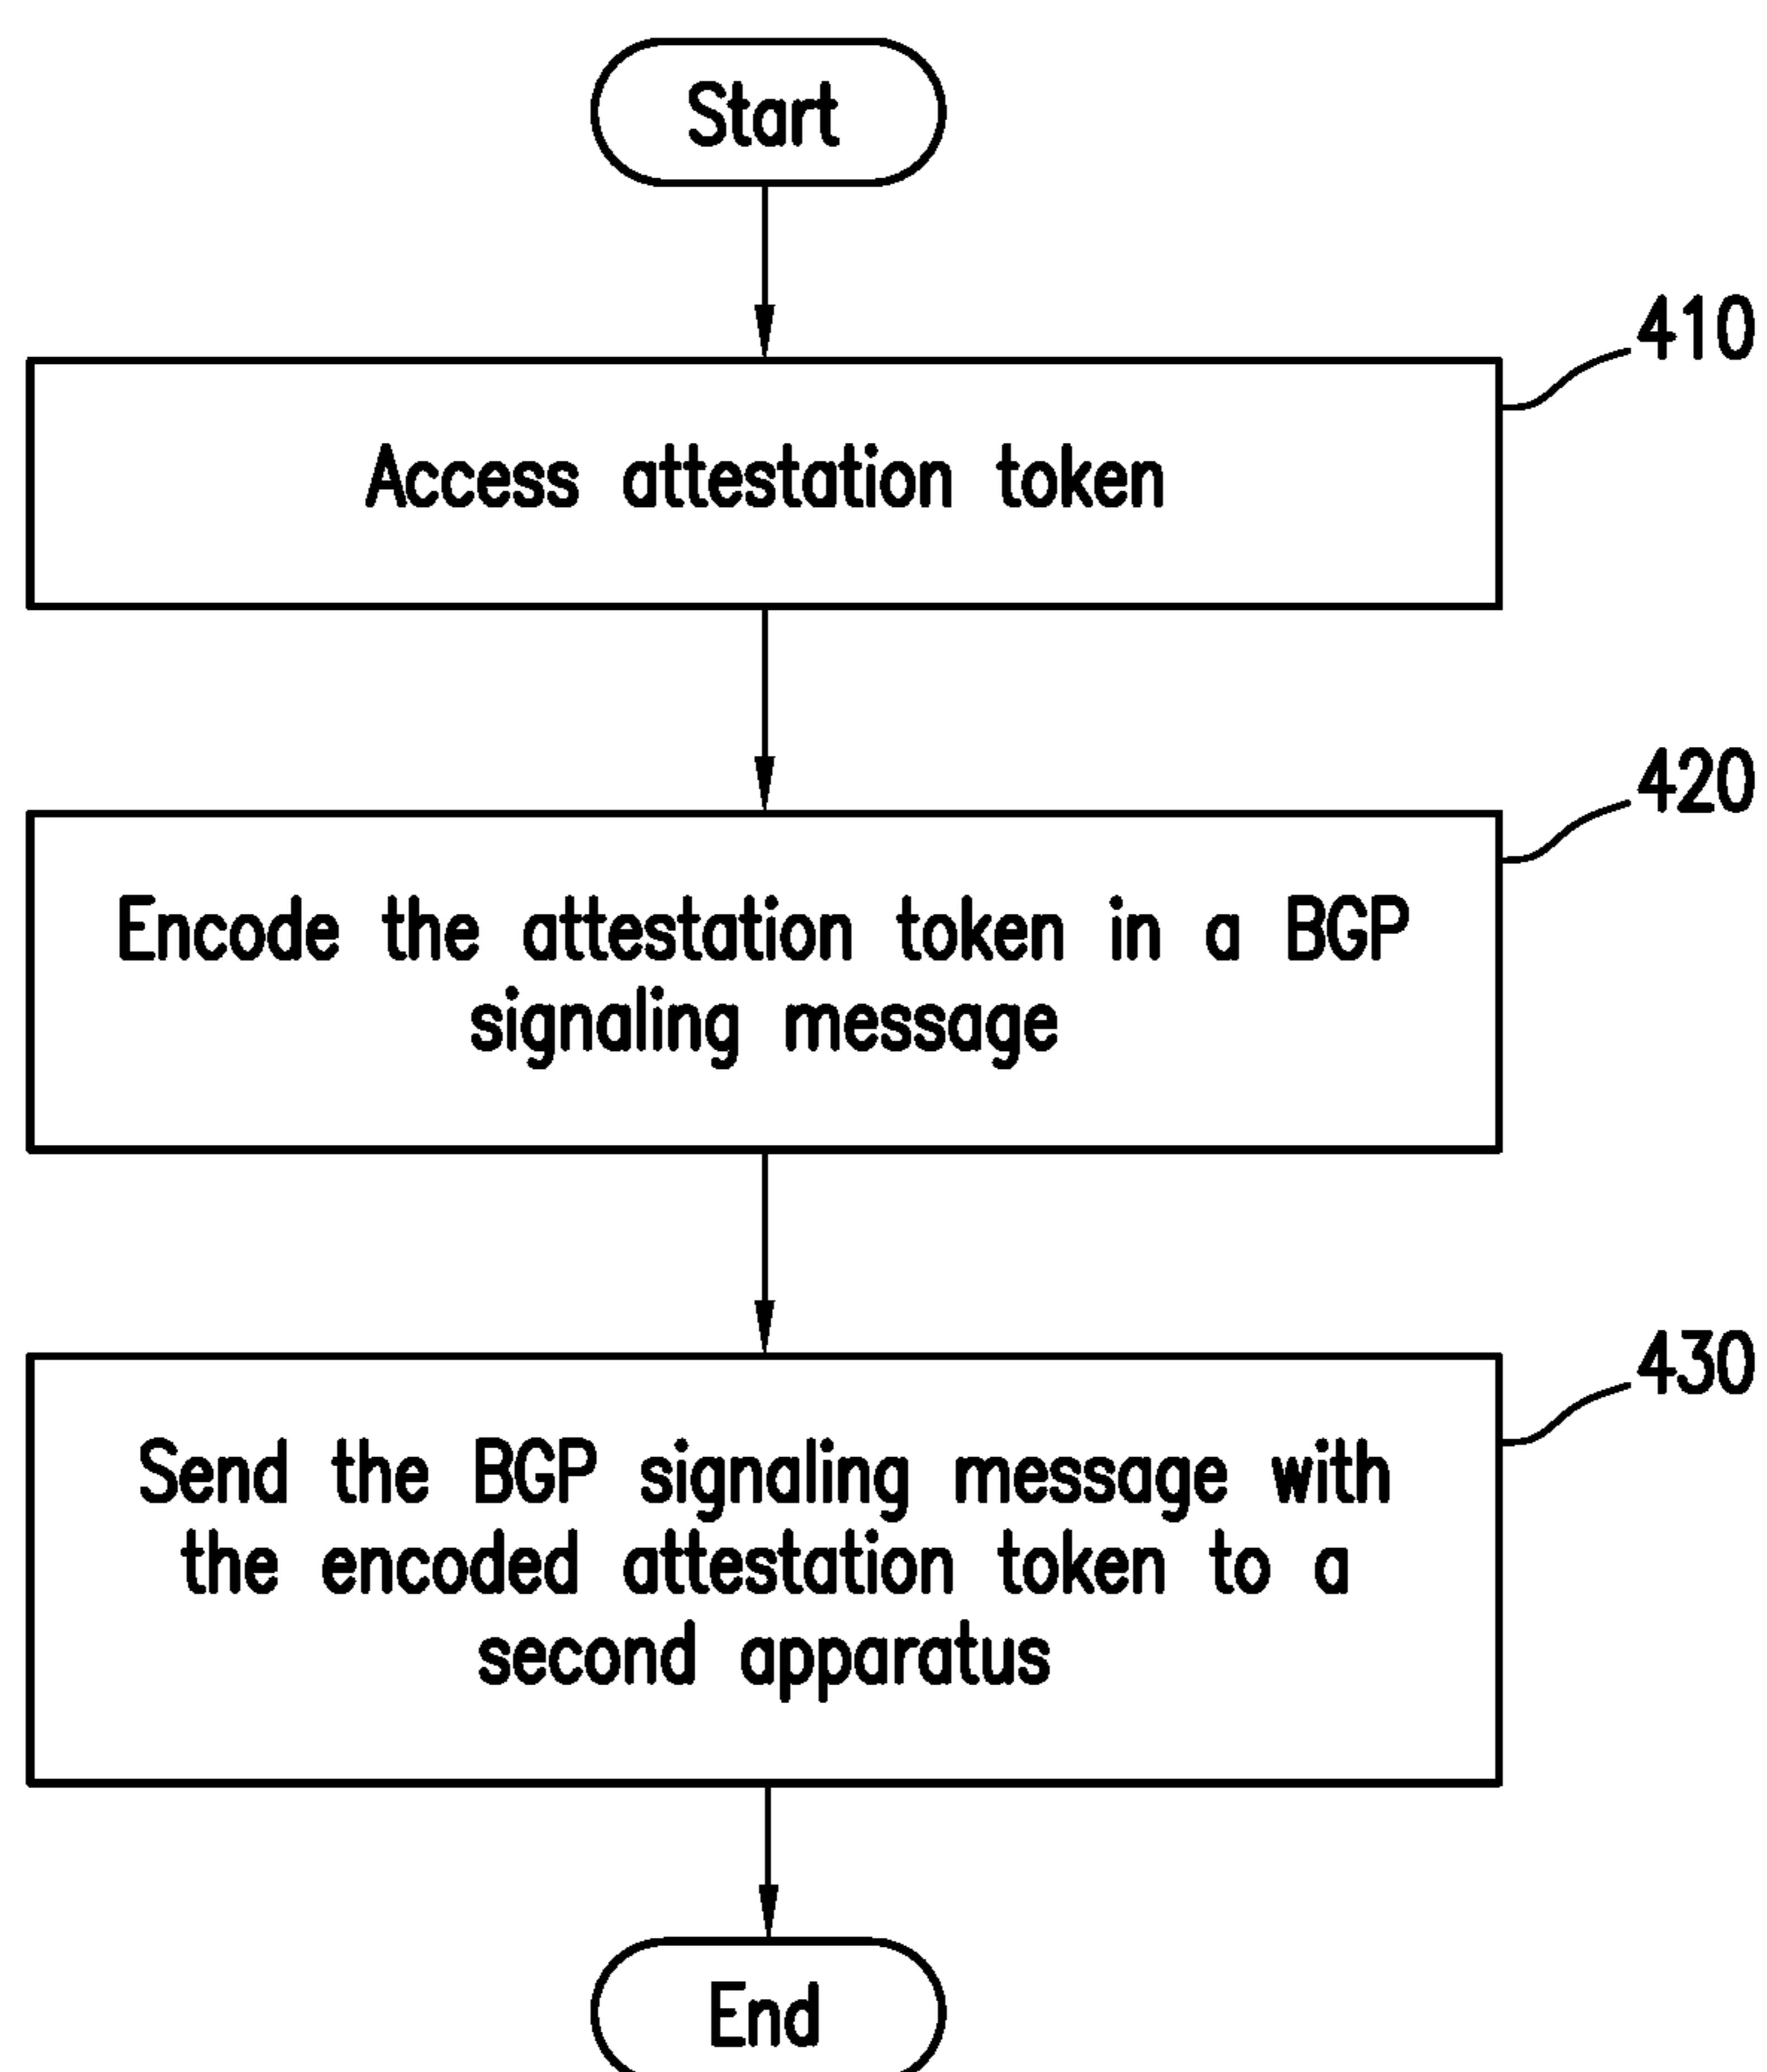 Start
410
Access attestation token
420
Encode the attestation token in a BGP
signaling message
430
Send the BGP signaling message with
the encoded attestation token to a
second apparatus
End